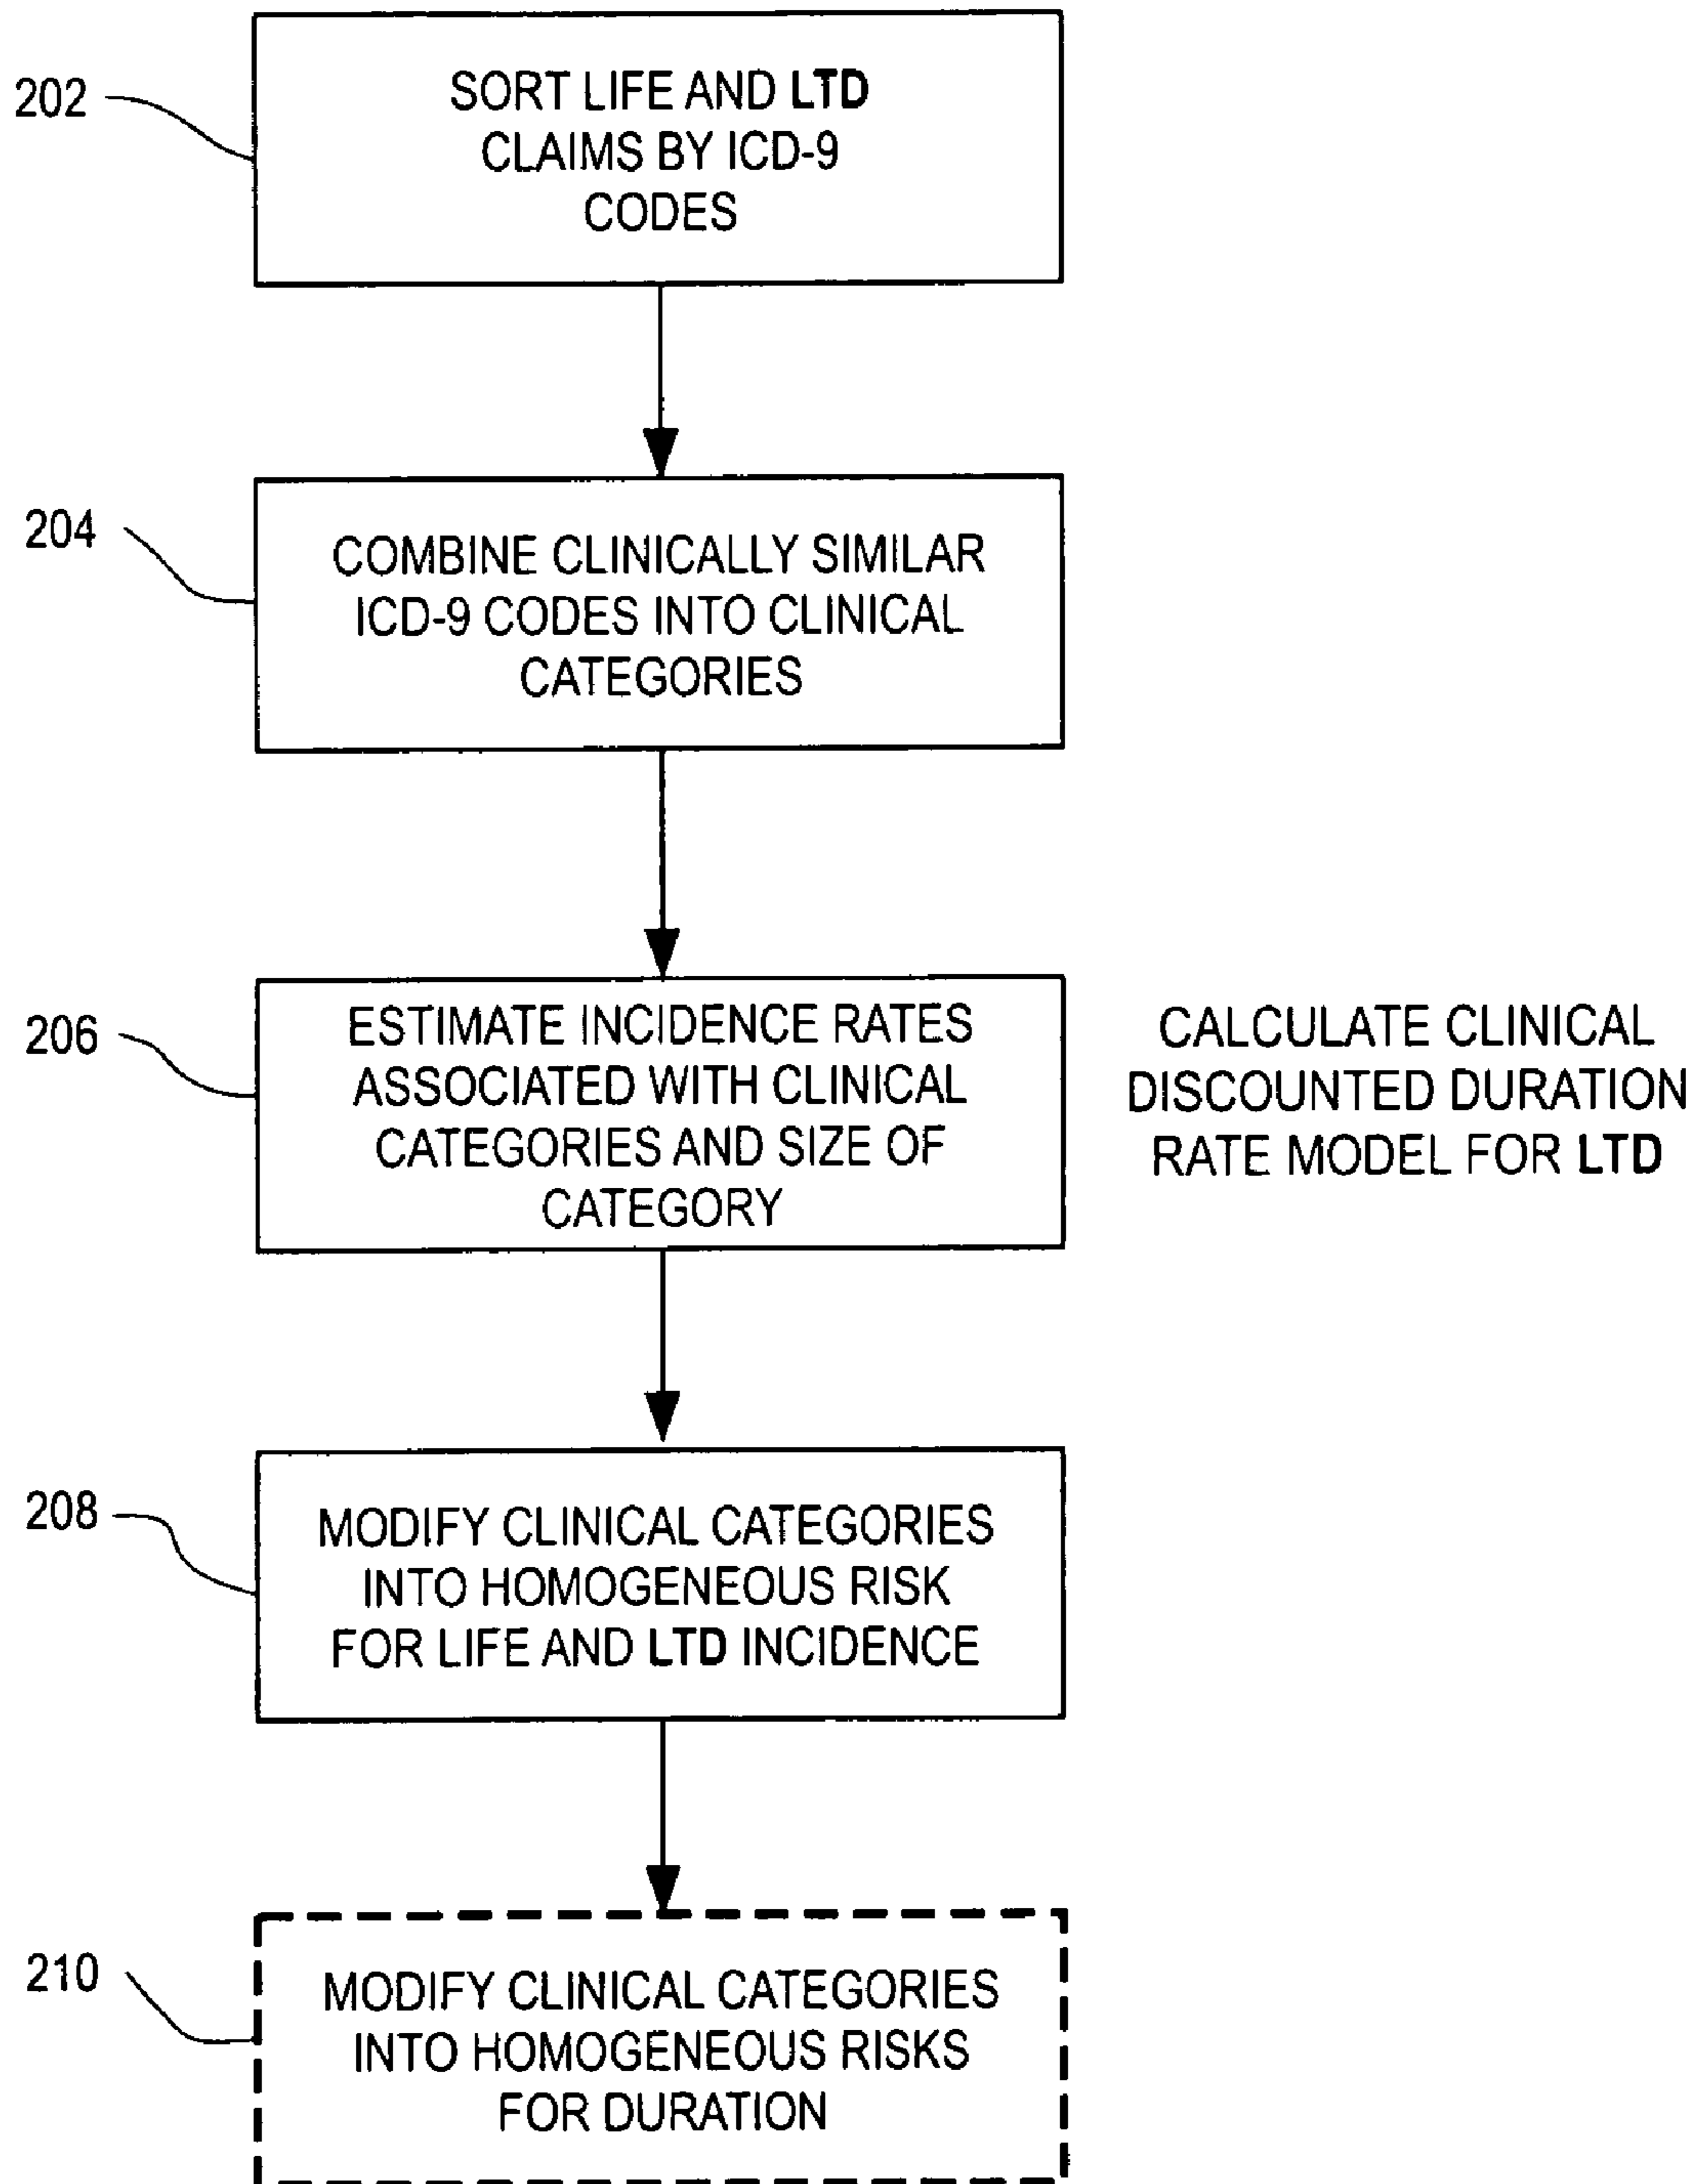 202
SORT LIFE AND LTD
CLAIMS BY ICD-9
CODES
204
COMBINE CLINICALLY SIMILAR
ICD-9 CODES INTO CLINICAL
CATEGORIES
206
ESTIMATE INCIDENCE RATES
ASSOCIATED WITH CLINICAL
CATEGORIES AND SIZE OF
CATEGORY
CALCULATE CLINICAL
DISCOUNTED DURATION
RATE MODEL FOR LTD
208
MODIFY CLINICAL CATEGORIES
INTO HOMOGENEOUS RISK
FOR LIFE AND LTD INCIDENCE
210
MODIFY CLINICAL CATEGORIES
INTO HOMOGENEOUS RISKS
FOR DURATION